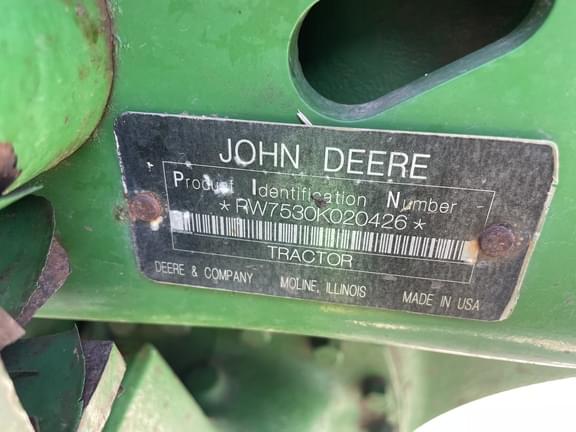 JOHN DEERE
Product Identification Number
*RW7530K020426*
TRACTOR
DEERE & COMPANY MOLINE, ILLINOIS MADE IN USA